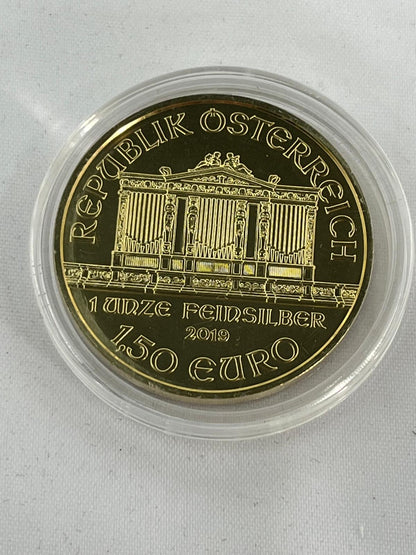 REPUBLIK ÖSTERREICH
1 UNZE FEINSILBER
2019
1,50 EURO